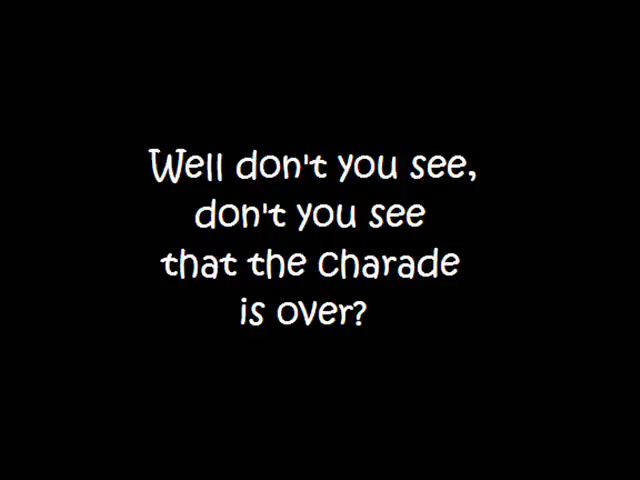 Well don't you see,
don't you see
that the charade
is over?